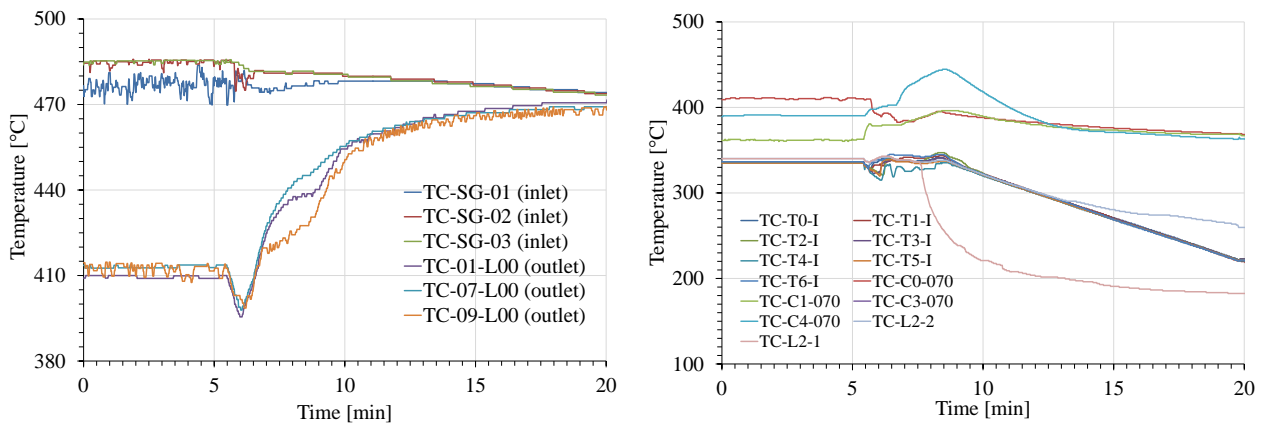 500
470
440
410
380
Temperature [°C]
0
5
10
15
20
Time [min]
TC-SG-01 (inlet)
TC-SG-02 (inlet)
TC-SG-03 (inlet)
TC-01-L00 (outlet)
TC-07-L00 (outlet)
TC-09-L00 (outlet)
500
400
300
200
100
Temperature [°C]
0
5
10
15
20
Time [min]
TC-T0-I TC-T1-I
TC-T2-I TC-T3-I
TC-T4-I TC-T5-I
TC-T6-I TC-C0-070
TC-C1-070 TC-C3-070
TC-C4-070 TC-L2-2
TC-L2-1